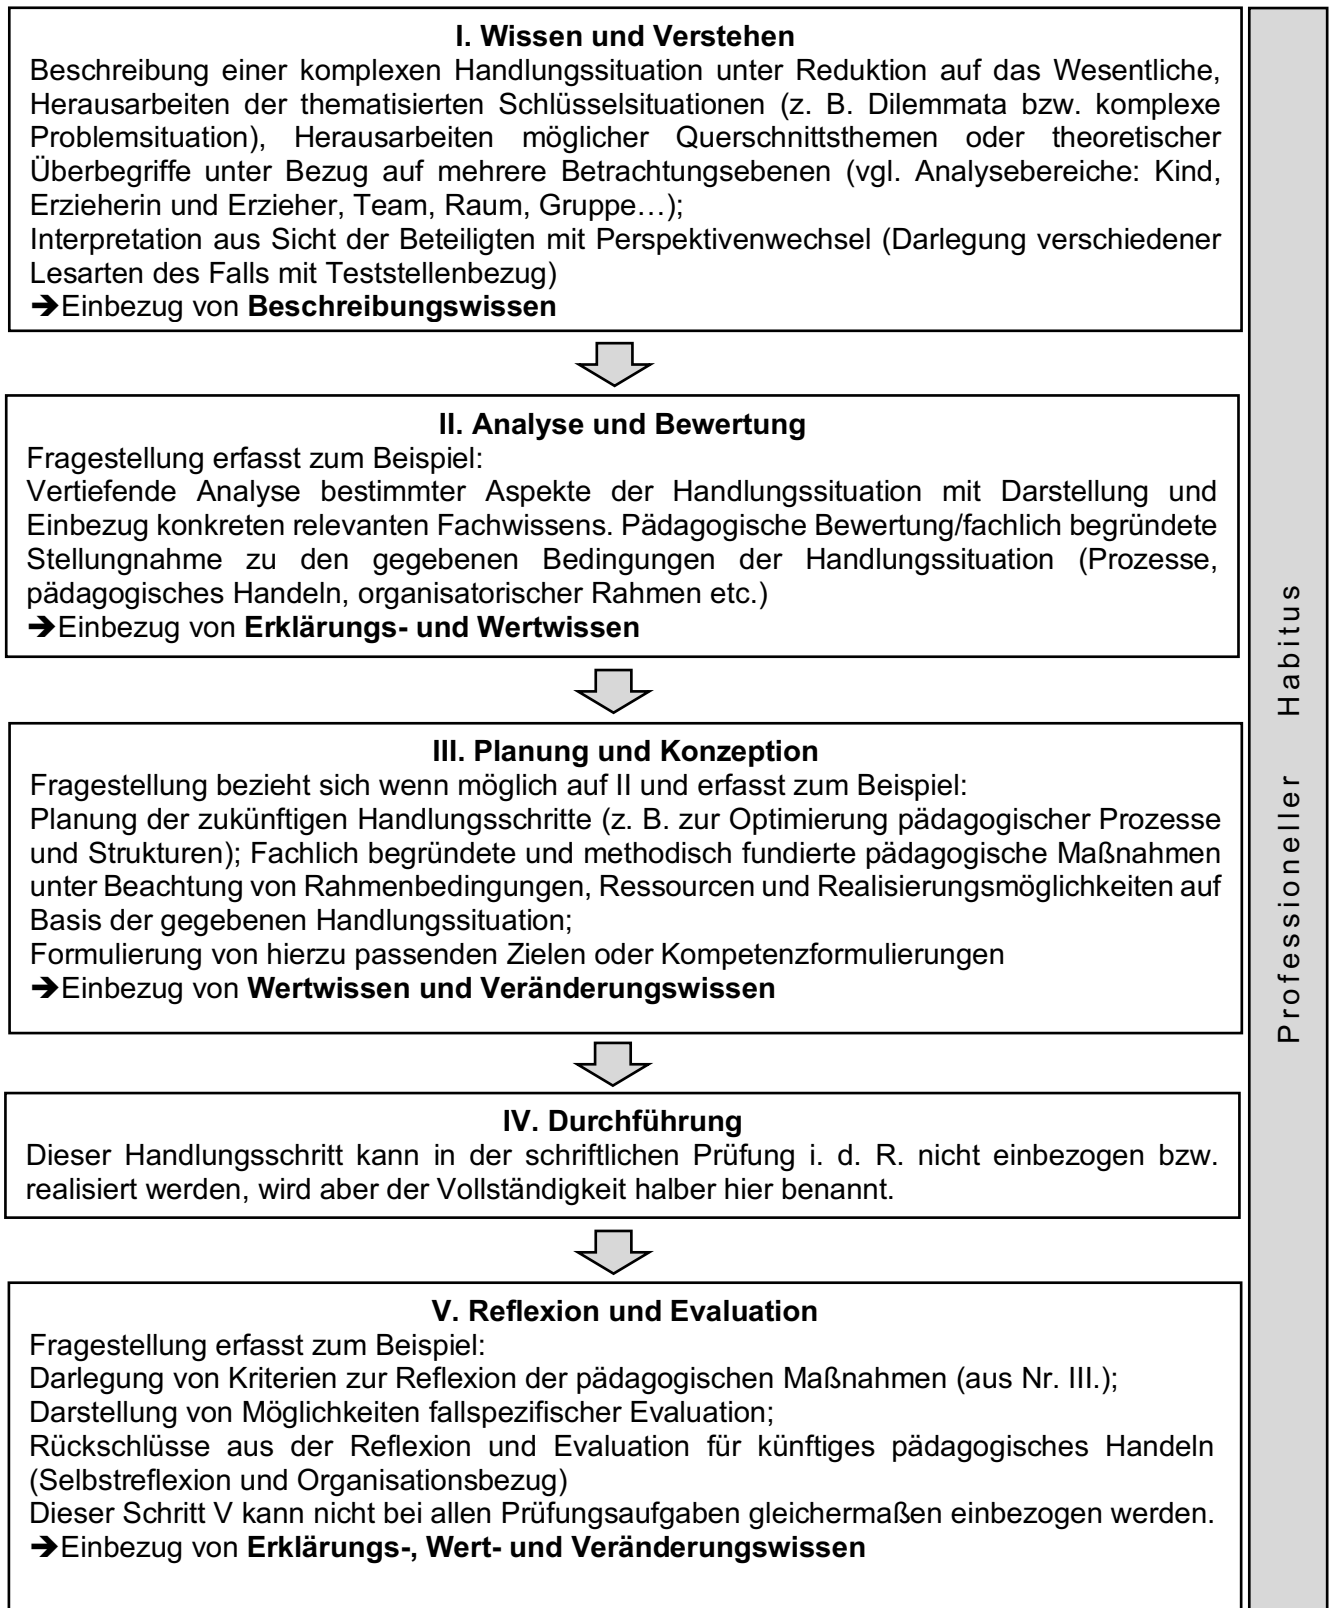 I. Wissen und Verstehen
Beschreibung einer komplexen Handlungssituation unter Reduktion auf das Wesentliche,
Herausarbeiten der thematisierten Schlüsselsituationen (z. B. Dilemmata bzw. komplexe
Problemsituation), Herausarbeiten möglicher Querschnittsthemen oder theoretischer
Überbegriffe unter Bezug auf mehrere Betrachtungsebenen (vgl. Analysebereiche: Kind,
Erzieherin und Erzieher, Team, Raum, Gruppe…);
Interpretation aus Sicht der Beteiligten mit Perspektivenwechsel (Darlegung verschiedener
Lesarten des Falls mit Teststellenbezug)
➔Einbezug von Beschreibungswissen
II. Analyse und Bewertung
Fragestellung erfasst zum Beispiel:
Vertiefende Analyse bestimmter Aspekte der Handlungssituation mit Darstellung und
Einbezug konkreten relevanten Fachwissens. Pädagogische Bewertung/fachlich begründete
Stellungnahme zu den gegebenen Bedingungen der Handlungssituation (Prozesse,
pädagogisches Handeln, organisatorischer Rahmen etc.)
➔Einbezug von Erklärungs- und Wertwissen
III. Planung und Konzeption
Fragestellung bezieht sich wenn möglich auf II und erfasst zum Beispiel:
Planung der zukünftigen Handlungsschritte (z. B. zur Optimierung pädagogischer Prozesse
und Strukturen); Fachlich begründete und methodisch fundierte pädagogische Maßnahmen
unter Beachtung von Rahmenbedingungen, Ressourcen und Realisierungsmöglichkeiten auf
Basis der gegebenen Handlungssituation;
Formulierung von hierzu passenden Zielen oder Kompetenzformulierungen
➔Einbezug von Wertwissen und Veränderungswissen
IV. Durchführung
Dieser Handlungsschritt kann in der schriftlichen Prüfung i. d. R. nicht einbezogen bzw.
realisiert werden, wird aber der Vollständigkeit halber hier benannt.
V. Reflexion und Evaluation
Fragestellung erfasst zum Beispiel:
Darlegung von Kriterien zur Reflexion der pädagogischen Maßnahmen (aus Nr. III.);
Darstellung von Möglichkeiten fallspezifischer Evaluation;
Rückschlüsse aus der Reflexion und Evaluation für künftiges pädagogisches Handeln
(Selbstreflexion und Organisationsbezug)
Dieser Schritt V kann nicht bei allen Prüfungsaufgaben gleichermaßen einbezogen werden.
➔Einbezug von Erklärungs-, Wert- und Veränderungswissen
Professioneller Habitus